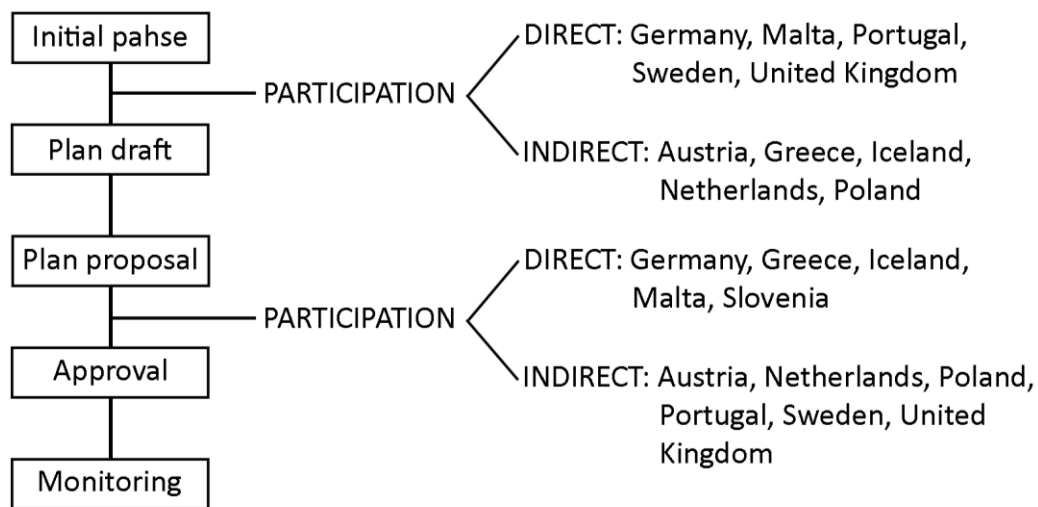 Initial pahse
DIRECT: Germany, Malta, Portugal,
Sweden, United Kingdom
PARTICIPATION
Plan draft
INDIRECT: Austria, Greece, Iceland,
Netherlands, Poland
Plan proposal
DIRECT: Germany, Greece, Iceland,
Malta, Slovenia
PARTICIPATION
Approval
INDIRECT: Austria, Netherlands, Poland,
Portugal, Sweden, United
Kingdom
Monitoring